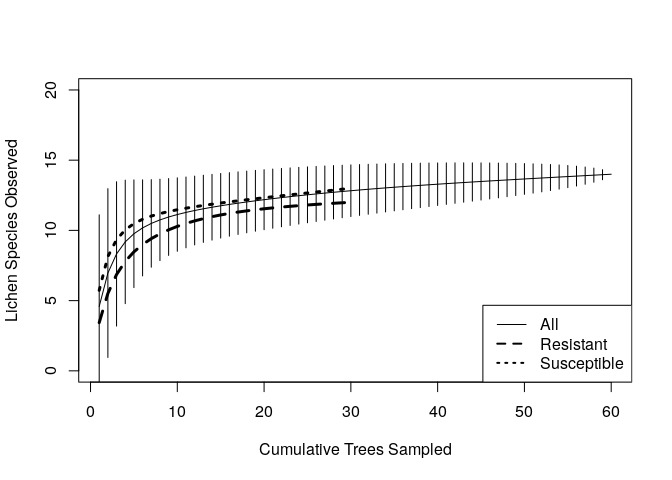 20
15
10
5
0
Lichen Species Observed
All
Resistant
Susceptible
0 10 20 30 40 50 60
Cumulative Trees Sampled